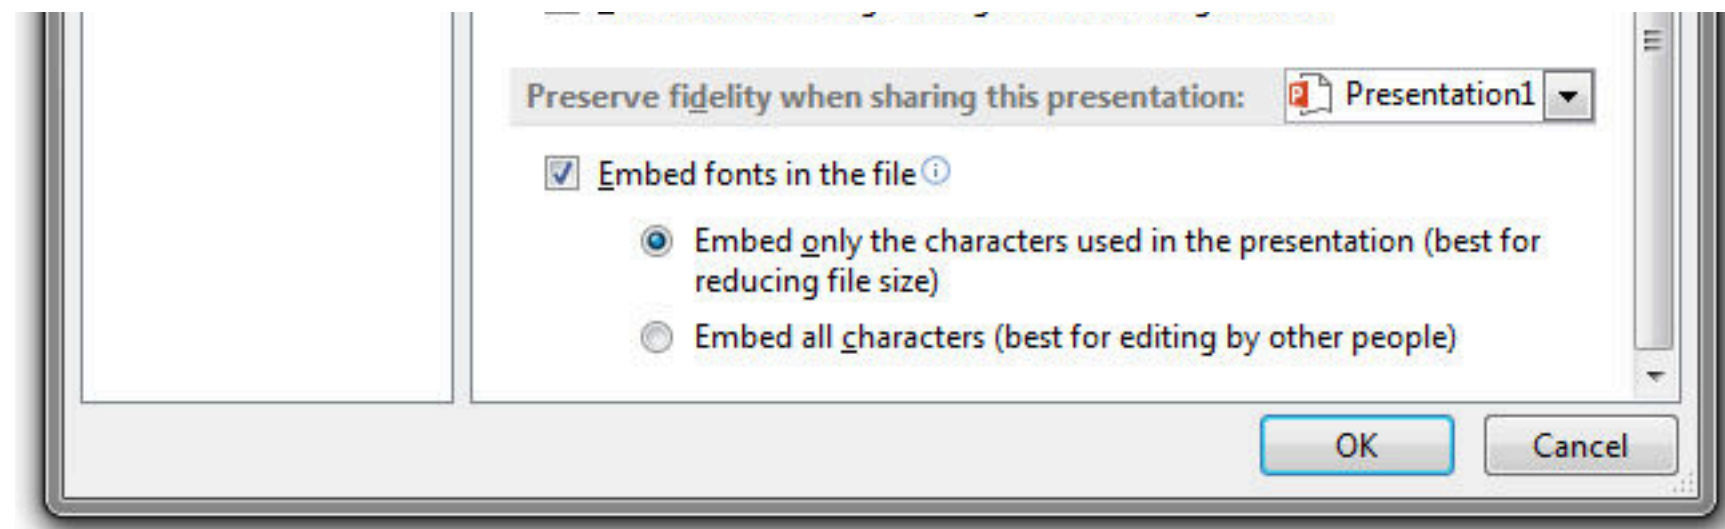 Preserve fidelity when sharing this presentation: Presentation1
Embed fonts in the file
Embed only the characters used in the presentation (best for
reducing file size)
Embed all characters (best for editing by other people)
OK Cancel